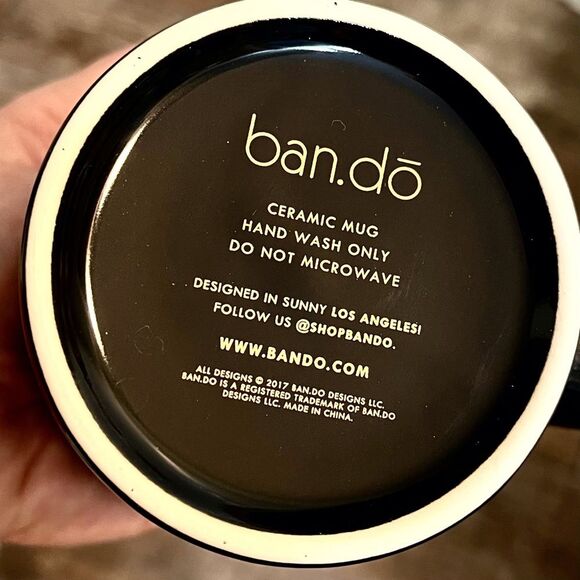 ban.dō
CERAMIC MUG
HAND WASH ONLY
DO NOT MICROWAVE
DESIGNED IN SUNNY LOS ANGELES!
FOLLOW US @SHOPBANDO.
WWW.BANDO.COM
ALL DESIGNS © 2017 BAN.DO DESIGNS LLC.
BAN.DO IS A REGISTERED TRADEMARK OF BAN.DO
DESIGNS LLC. MADE IN CHINA.